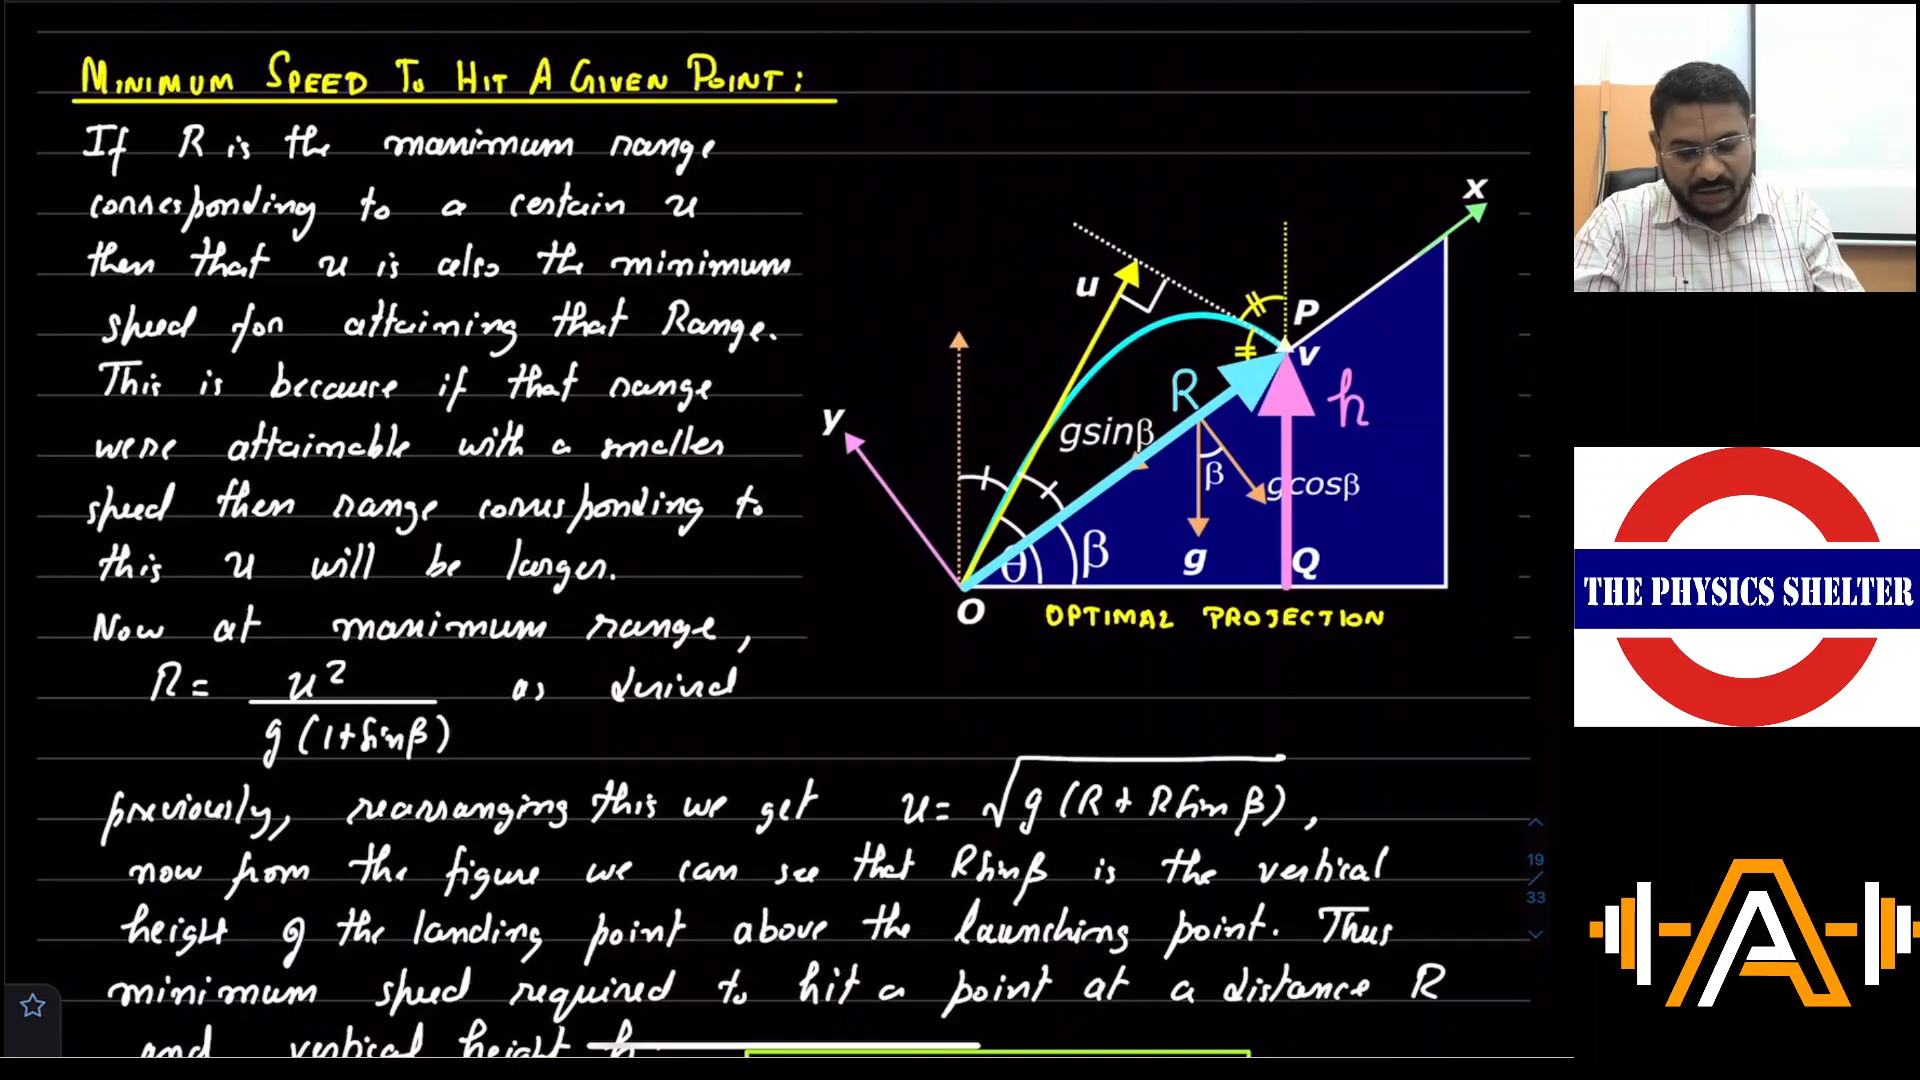 MINIMUM SPEED TO HIT A GIVEN POINT:
If R is the maximum range
corresponding to a certain u
then that u is also the minimum
speed for attaining that Range.
This is because if that range
were attainable with a smaller
speed then range corresponding to
this u will be larger.
Now at maximum range,
R = u² / g(1+sinβ) as derived
previously, rearranging this we get u = √g(R + R sin β),
now from the figure we can see that R sinβ is the vertical
height of the landing point above the launching point. Thus
minimum speed required to hit a point at a distance R
and vertical height h
x
y
u
P
v
R
h
gsinβ
β
gcosβ
g
θ
β
Q
O
OPTIMAL PROJECTION
THE PHYSICS SHELTER
19
/
33
A